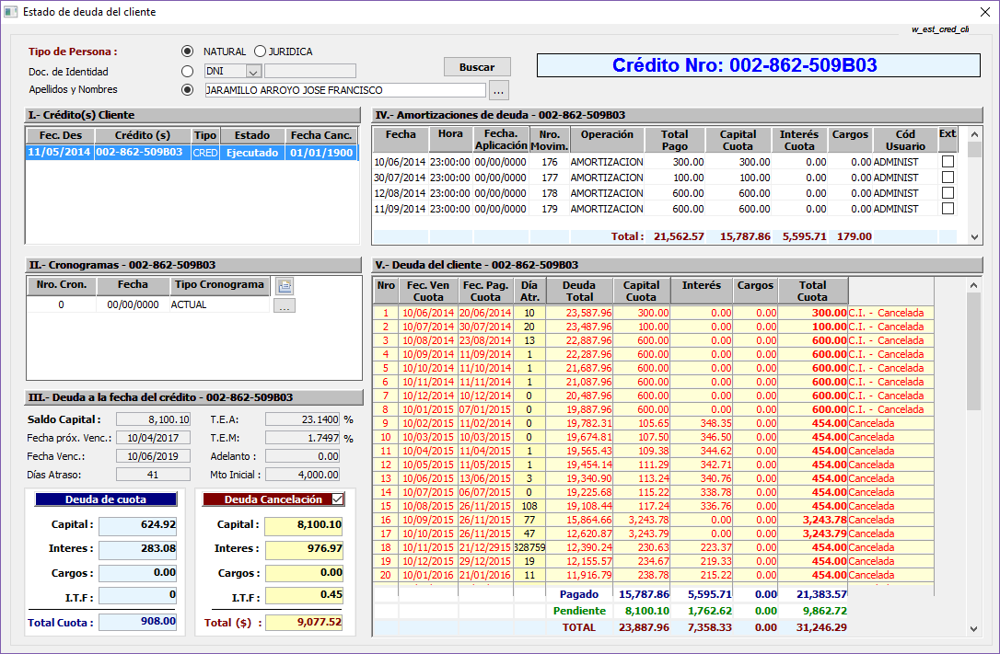 Estado de deuda del cliente
w_est_cred_cli
Tipo de Persona : NATURAL JURIDICA
Doc. de Identidad DNI Buscar
Crédito Nro: 002-862-509B03
Apellidos y Nombres JARAMILLO ARROYO JOSE FRANCISCO ...
I.- Crédito(s) Cliente
Fec. Des Crédito (s) Tipo Estado Fecha Canc.
11/05/2014 002-862-509B03 CRED Ejecutado 01/01/1900
IV.- Amortizaciones de deuda - 002-862-509B03
Fecha Hora Fecha. Aplicación Nro. Movim. Operación Total Pago Capital Cuota Interés Cuota Cargos Cód Usuario Ext
10/06/2014 23:00:00 00/00/0000 176 AMORTIZACION 300.00 300.00 0.00 0.00 ADMINIST
30/07/2014 23:00:00 00/00/0000 177 AMORTIZACION 100.00 100.00 0.00 0.00 ADMINIST
12/08/2014 23:00:00 00/00/0000 178 AMORTIZACION 600.00 600.00 0.00 0.00 ADMINIST
11/09/2014 23:00:00 00/00/0000 179 AMORTIZACION 600.00 600.00 0.00 0.00 ADMINIST
Total : 21,562.57 15,787.86 5,595.71 179.00
II.- Cronogramas - 002-862-509B03
Nro. Cron. Fecha Tipo Cronograma
0 00/00/0000 ACTUAL ...
III.- Deuda a la fecha del crédito - 002-862-509B03
Saldo Capital : 8,100.10 T.E.A: 23.1400 %
Fecha próx. Venc.: 10/04/2017 T.E.M: 1.7497 %
Fecha Venc.: 10/06/2019 Adelanto : 0.00
Días Atraso: 41 Mto Inicial : 4,000.00
Deuda de cuota
Capital : 624.92
Interes : 283.08
Cargos : 0.00
I.T.F : 0
Total Cuota : 908.00
Deuda Cancelación
Capital : 8,100.10
Interes : 976.97
Cargos : 0.00
I.T.F : 0.45
Total ($) : 9,077.52
V.- Deuda del cliente - 002-862-509B03
Nro Fec. Ven Cuota Fec. Pag. Cuota Día Atr. Deuda Total Capital Cuota Interés Cargos Total Cuota
1 10/06/2014 20/06/2014 10 23,587.96 300.00 0.00 0.00 300.00 C.I. - Cancelada
2 10/07/2014 30/07/2014 20 23,487.96 100.00 0.00 0.00 100.00 C.I. - Cancelada
3 10/08/2014 23/08/2014 13 22,887.96 600.00 0.00 0.00 600.00 C.I. - Cancelada
4 10/09/2014 11/09/2014 1 22,287.96 600.00 0.00 0.00 600.00 C.I. - Cancelada
5 10/10/2014 11/10/2014 1 21,687.96 600.00 0.00 0.00 600.00 C.I. - Cancelada
6 10/11/2014 11/11/2014 1 21,087.96 600.00 0.00 0.00 600.00 C.I. - Cancelada
7 10/12/2014 10/12/2014 0 20,487.96 600.00 0.00 0.00 600.00 C.I. - Cancelada
8 10/01/2015 07/01/2015 0 19,887.96 600.00 0.00 0.00 600.00 C.I. - Cancelada
9 10/02/2015 11/02/2014 0 19,782.31 105.65 348.35 0.00 454.00 Cancelada
10 10/03/2015 10/03/2015 0 19,674.81 107.50 346.50 0.00 454.00 Cancelada
11 10/04/2015 11/04/2015 1 19,565.43 109.38 344.62 0.00 454.00 Cancelada
12 10/05/2015 11/05/2015 1 19,454.14 111.29 342.71 0.00 454.00 Cancelada
13 10/06/2015 13/06/2015 3 19,340.90 113.24 340.76 0.00 454.00 Cancelada
14 10/07/2015 06/07/2015 0 19,225.68 115.22 338.78 0.00 454.00 Cancelada
15 10/08/2015 26/11/2015 108 19,108.44 117.24 336.76 0.00 454.00 Cancelada
16 10/09/2015 26/11/2015 77 15,864.66 3,243.78 0.00 0.00 3,243.78 Cancelada
17 10/10/2015 26/11/2015 47 12,620.87 3,243.79 0.00 0.00 3,243.79 Cancelada
18 10/11/2015 21/12/2915 328759 12,390.24 230.63 223.37 0.00 454.00 Cancelada
19 10/12/2015 29/12/2015 19 12,155.57 234.67 219.33 0.00 454.00 Cancelada
20 10/01/2016 21/01/2016 11 11,916.79 238.78 215.22 0.00 454.00 Cancelada
Pagado 15,787.86 5,595.71 0.00 21,383.57
Pendiente 8,100.10 1,762.62 0.00 9,862.72
TOTAL 23,887.96 7,358.33 0.00 31,246.29